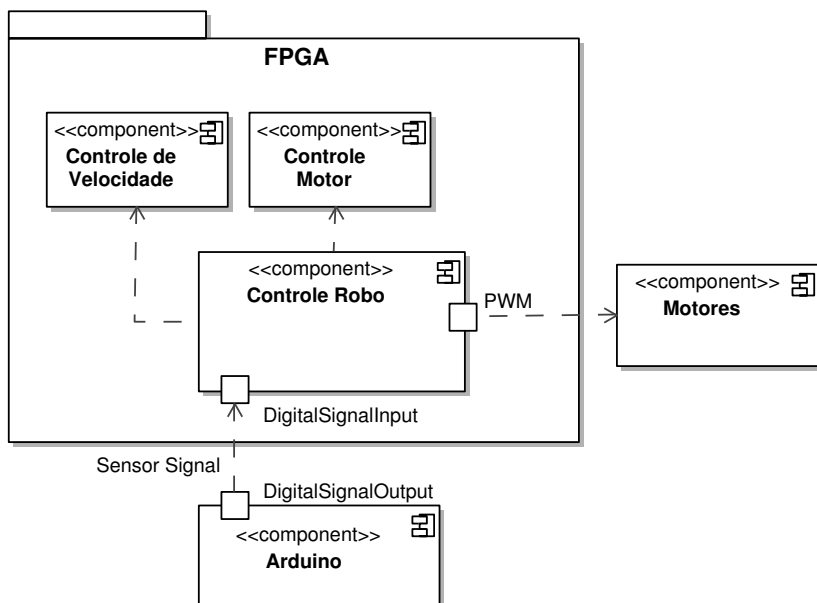 FPGA
<<component>>
Controle de
Velocidade
<<component>>
Controle
Motor
<<component>>
Controle Robo
PWM
<<component>>
Motores
DigitalSignalInput
Sensor Signal
DigitalSignalOutput
<<component>>
Arduino